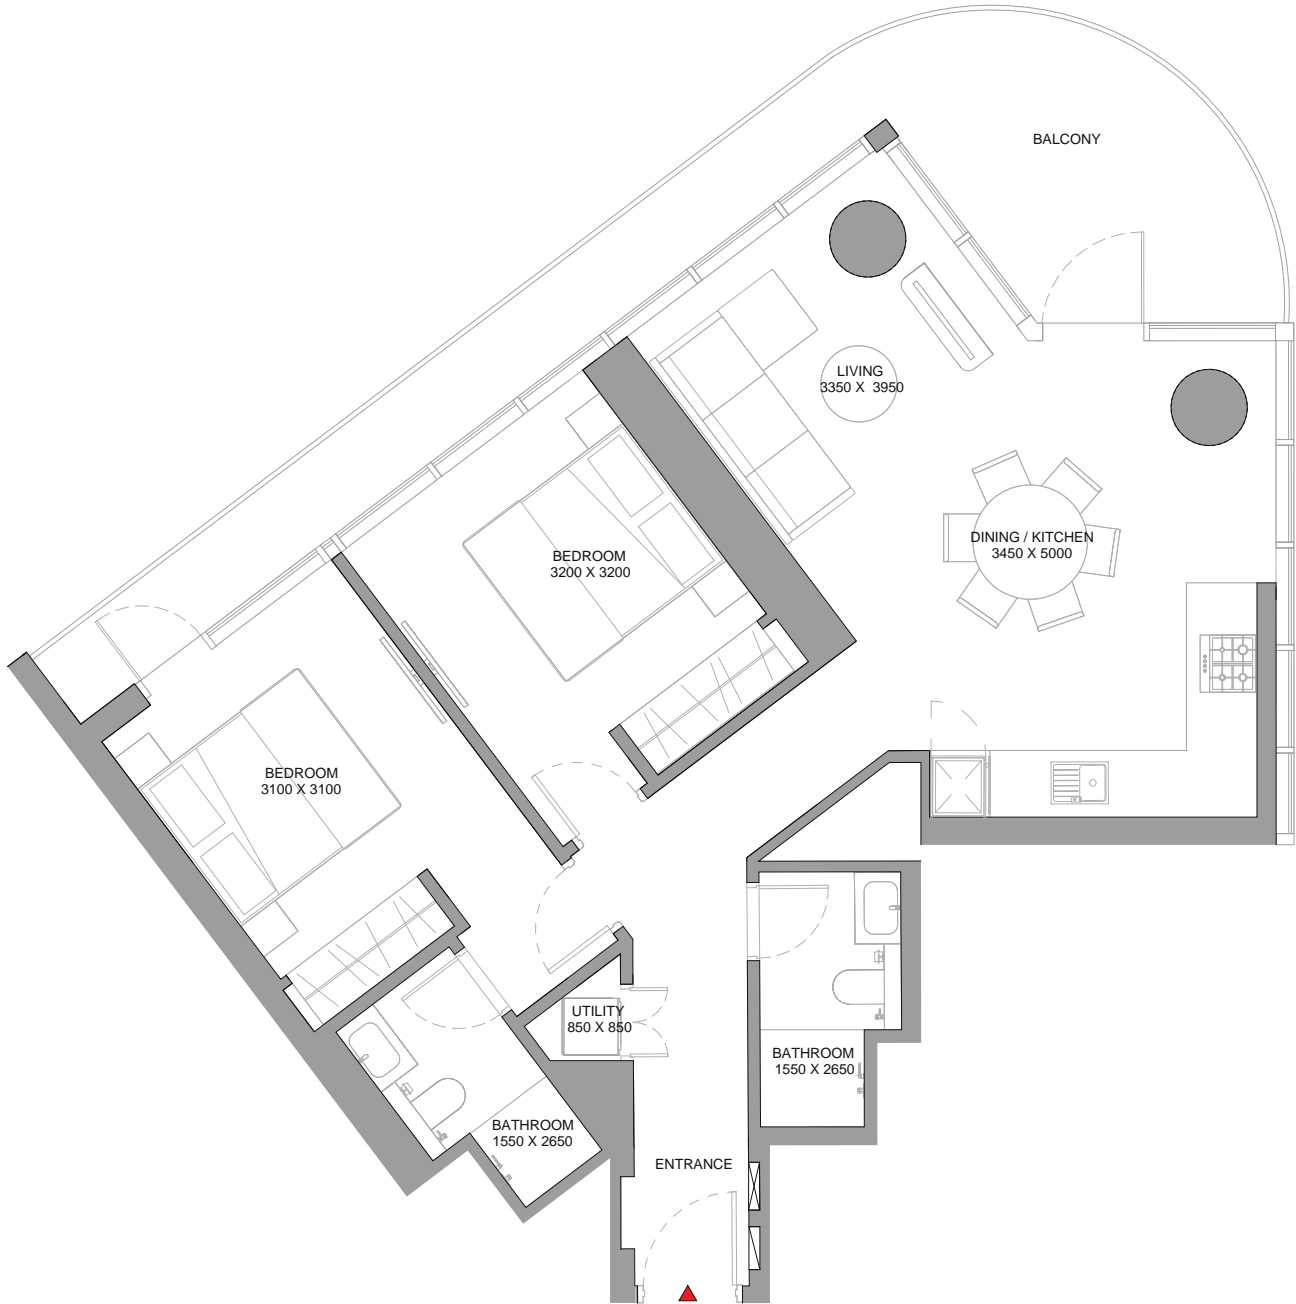 BALCONY
LIVING
3350 X 3950
DINING / KITCHEN
3450 X 5000
BEDROOM
3200 X 3200
BEDROOM
3100 X 3100
UTILITY
850 X 850
BATHROOM
1550 X 2650
BATHROOM
1550 X 2650
ENTRANCE